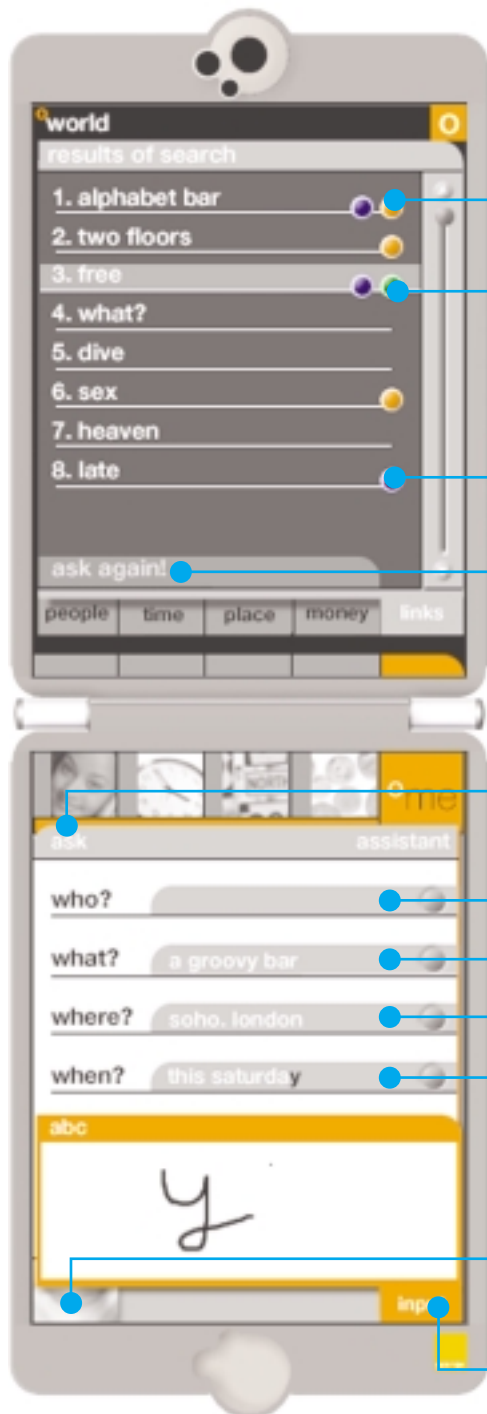 world
O
results of search
1. alphabet bar
2. two floors
3. free
4. what?
5. dive
6. sex
7. heaven
8. late
ask again!
people time place money links
NORTH
me
ask assistant
who?
what? a groovy bar
where? soho. london
when? this saturday
abc
y